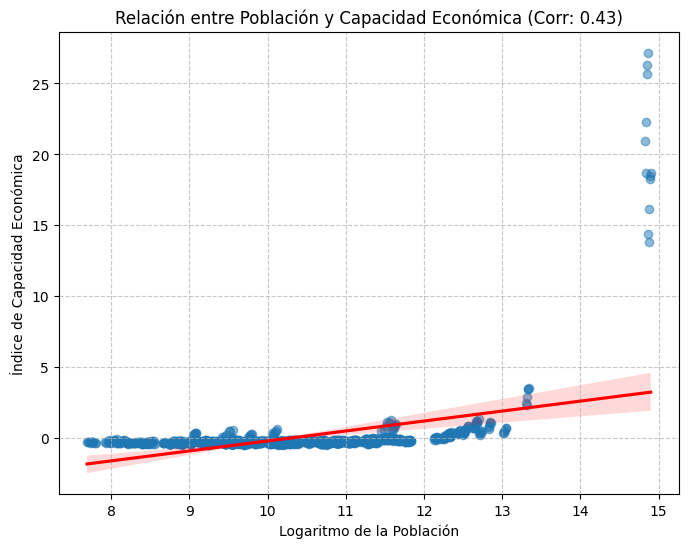 Relación entre Población y Capacidad Económica (Corr: 0.43)
Índice de Capacidad Económica
25
20
15
10
5
0
8 9 10 11 12 13 14 15
Logaritmo de la Población